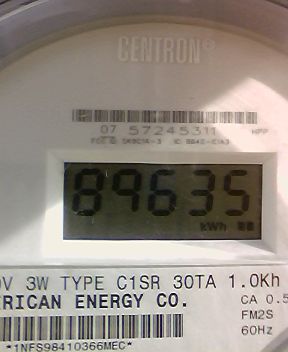 CENTRON®
07 57245311
89635
kWh
V 3W TYPE C1SR 30TA 1.0Kh
ERICAN ENERGY CO.
CA 0.5
FM2S
60Hz
*1NFS98410366MEC*